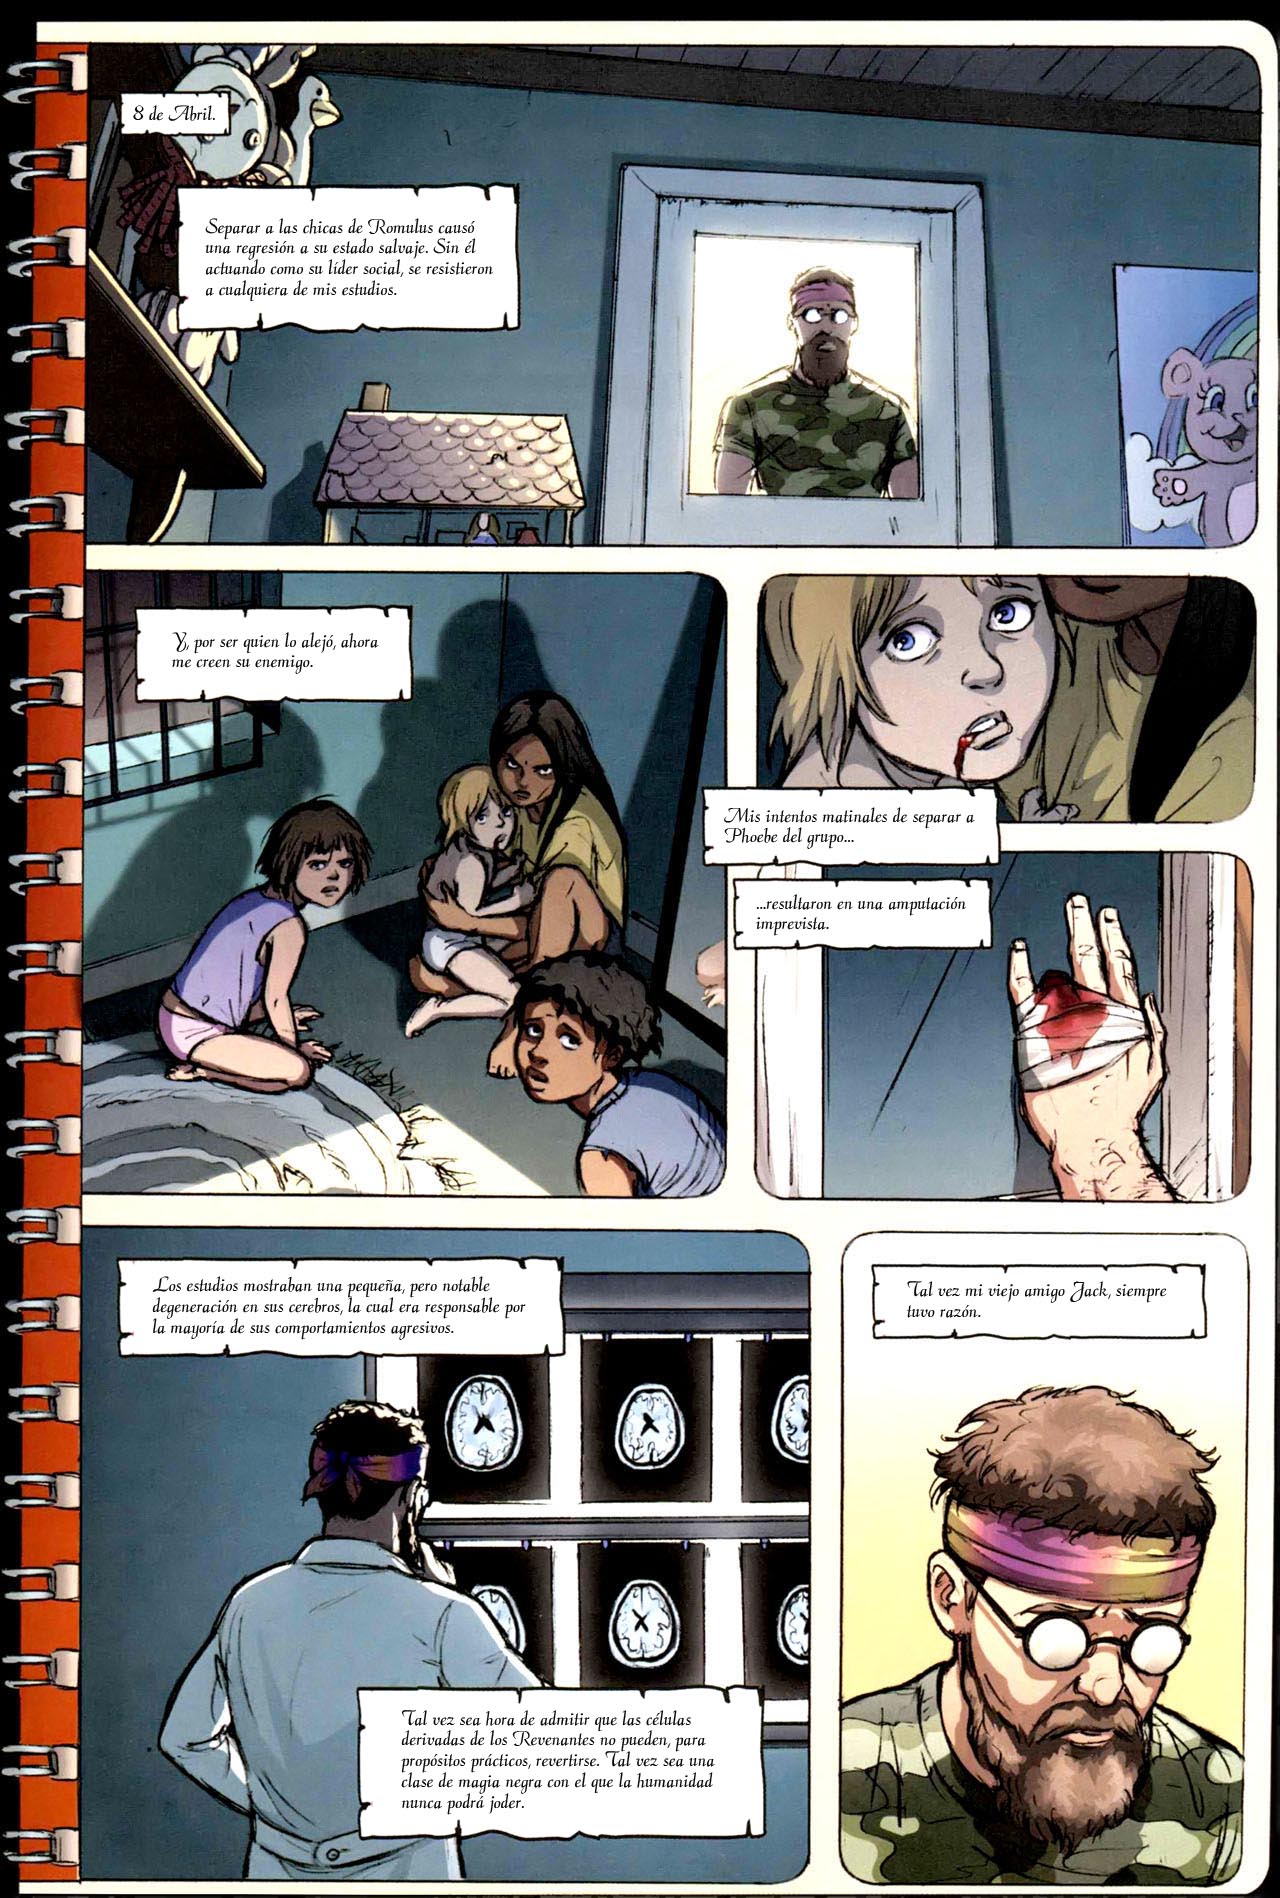 8 de Abril.
Separar a las chicas de Romulus causó
una regresión a su estado salvaje. Sin él
actuando como su líder social, se resistieron
a cualquiera de mis estudios.
Y, por ser quien lo alejó, ahora
me creen su enemigo.
Mis intentos matinales de separar a
Phoebe del grupo...
...resultaron en una amputación
imprevista.
Los estudios mostraban una pequeña, pero notable
degeneración en sus cerebros, la cual era responsable por
la mayoría de sus comportamientos agresivos.
Tal vez sea hora de admitir que las células
derivadas de los Revenantes no pueden, para
propósitos prácticos, revertirse. Tal vez sea una
clase de magia negra con el que la humanidad
nunca podrá joder.
Tal vez mi viejo amigo Jack, siempre
tuvo razón.